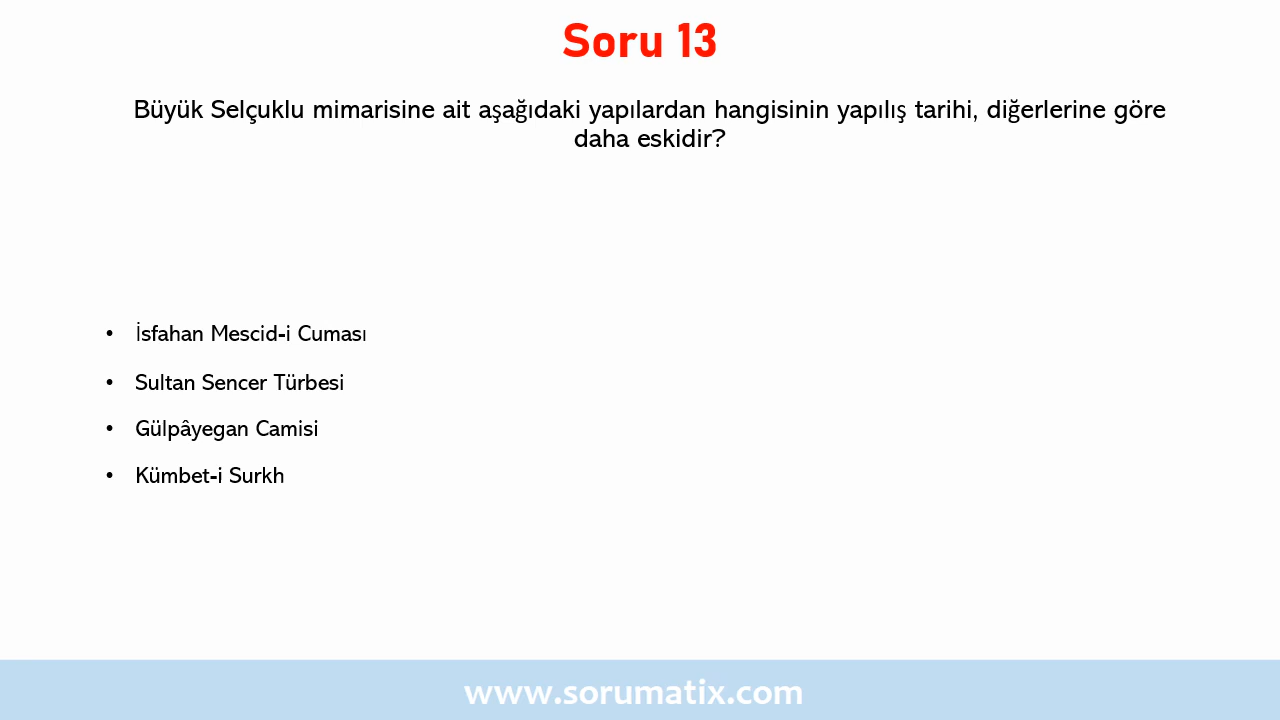 Soru 13
Büyük Selçuklu mimarisine ait aşağıdaki yapılardan hangisinin yapılış tarihi, diğerlerine göre
daha eskidir?
• İsfahan Mescid-i Cuması
• Sultan Sencer Türbesi
• Gülpâyegan Camisi
• Kümbet-i Surkh
www.sorumatix.com